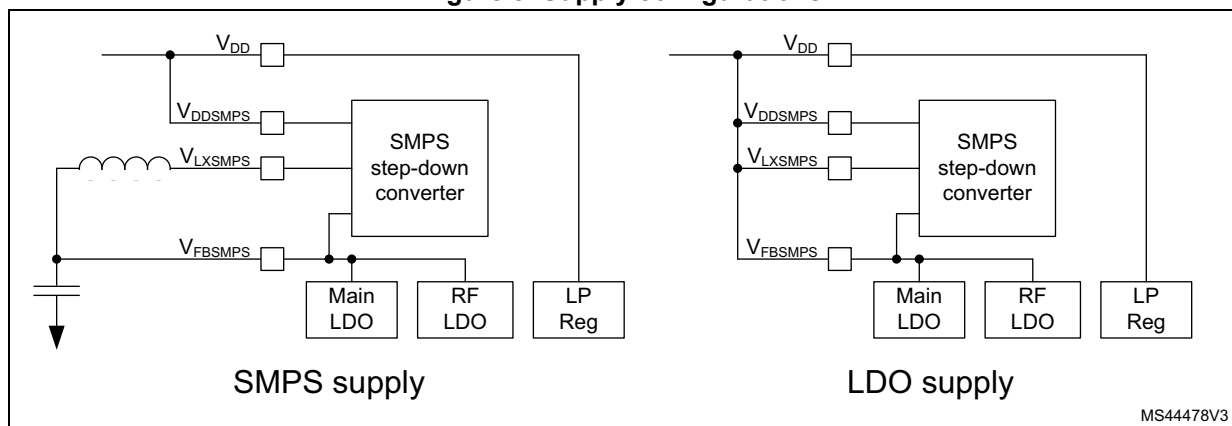 VDD
VDDSMPS
VLXSMPS
SMPS
step-down
converter
VFBSMPS
Main
LDO
RF
LDO
LP
Reg
SMPS supply
VDD
VDDSMPS
VLXSMPS
SMPS
step-down
converter
VFBSMPS
Main
LDO
RF
LDO
LP
Reg
LDO supply
MS44478V3